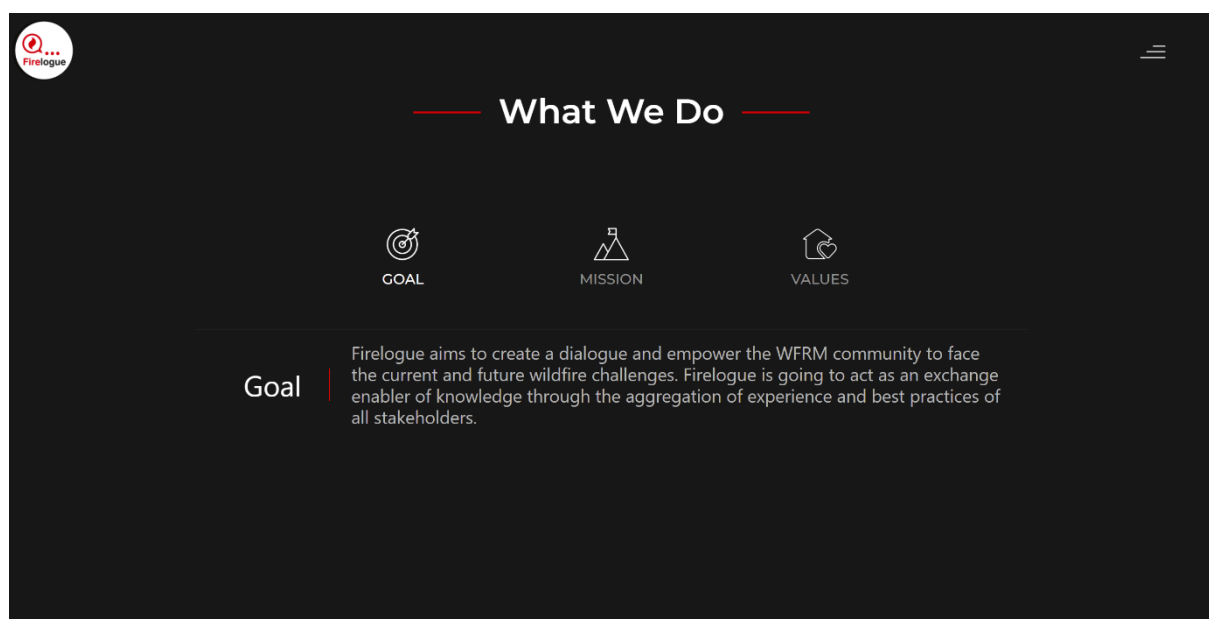 Firelogue
What We Do
GOAL
MISSION
VALUES
Goal
Firelogue aims to create a dialogue and empower the WFRM community to face
the current and future wildfire challenges. Firelogue is going to act as an exchange
enabler of knowledge through the aggregation of experience and best practices of
all stakeholders.